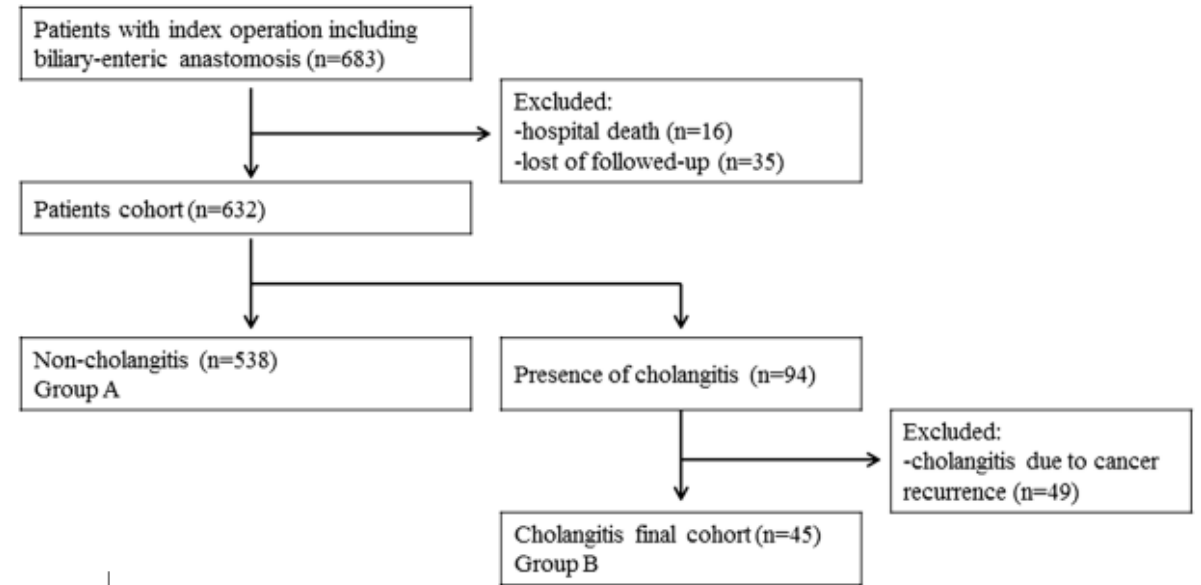 Patients with index operation including
biliary-enteric anastomosis (n=683)
Excluded:
-hospital death (n=16)
-lost of followed-up (n=35)
Patients cohort (n=632)
Non-cholangitis (n=538)
Group A
Presence of cholangitis (n=94)
Excluded:
-cholangitis due to cancer
recurrence (n=49)
Cholangitis final cohort (n=45)
Group B